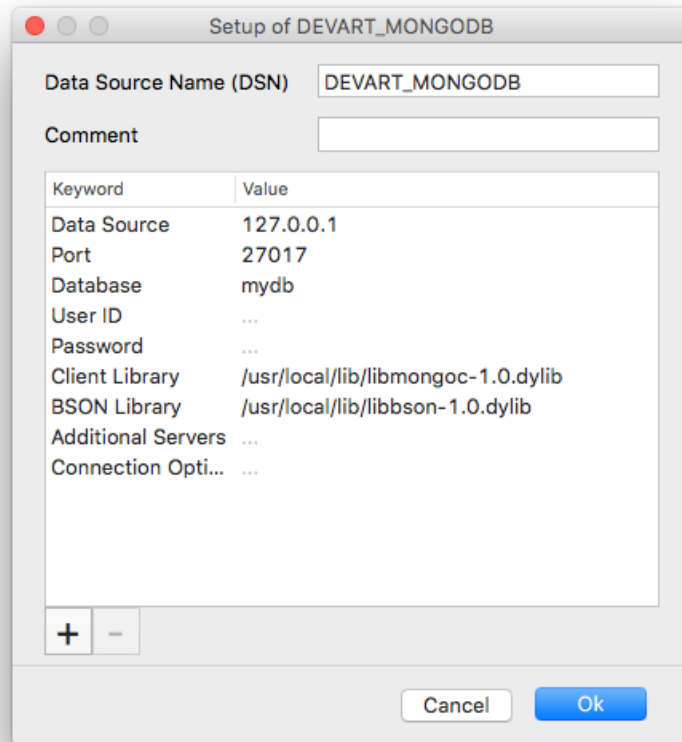 Setup of DEVART_MONGODB
Data Source Name (DSN) DEVART_MONGODB
Comment
Keyword Value
Data Source 127.0.0.1
Port 27017
Database mydb
User ID ...
Password ...
Client Library /usr/local/lib/libmongoc-1.0.dylib
BSON Library /usr/local/lib/libbson-1.0.dylib
Additional Servers ...
Connection Opti... ...
+ -
Cancel Ok